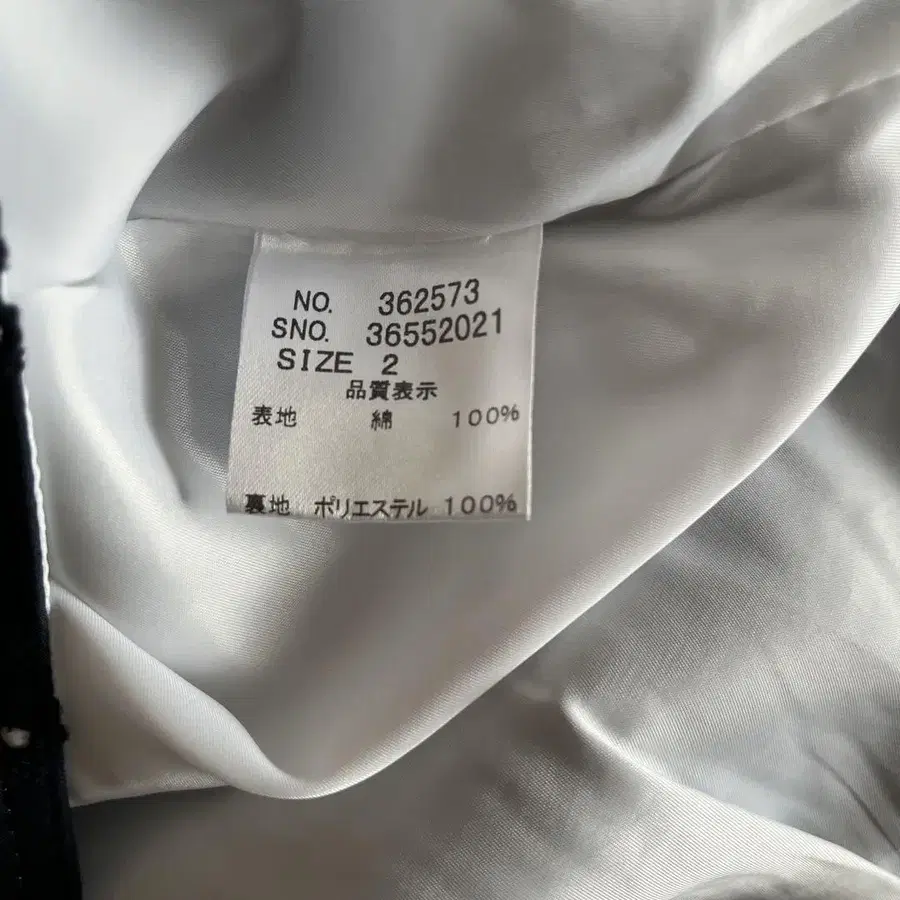 NO. 362573
SNO. 36552021
SIZE 2
品質表示
表地 綿 100%
裏地 ポリエステル 100%